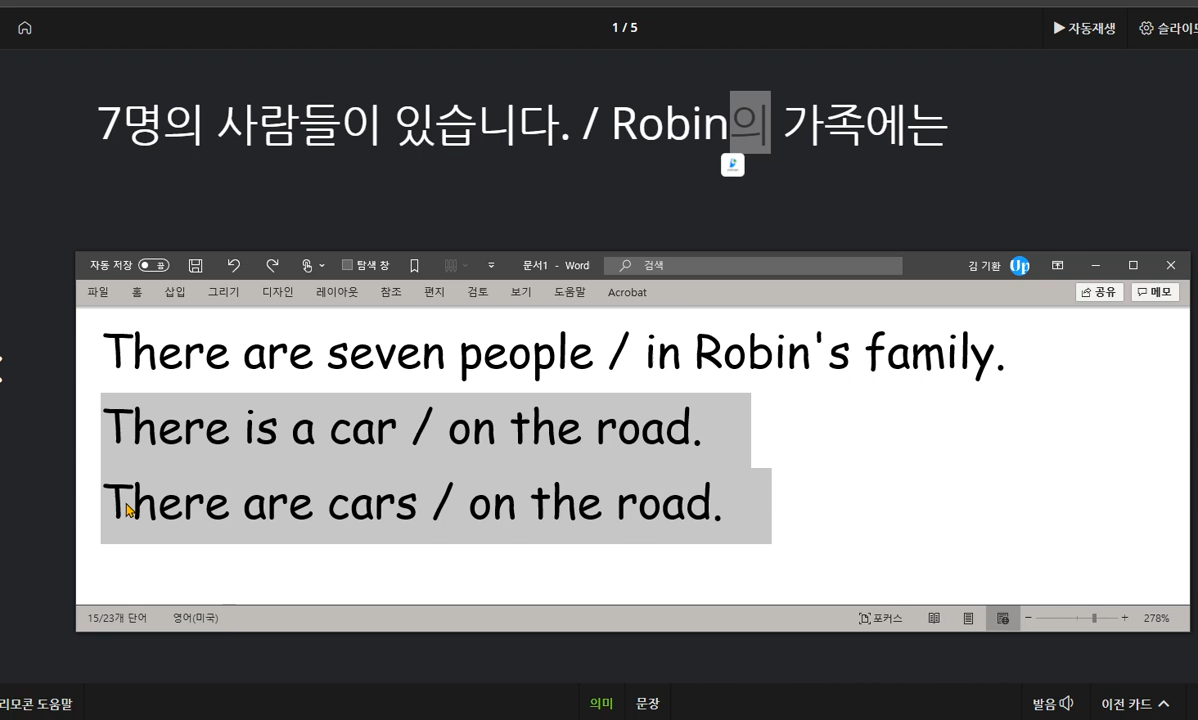 1 / 5
▶ 자동재생
슬라이드
7명의 사람들이 있습니다. / Robin의 가족에는
자동 저장 끔
탐색 창
문서1 - Word
검색
김 기환
Up
파일 홈 삽입 그리기 디자인 레이아웃 참조 편지 검토 보기 도움말 Acrobat
공유
메모
There are seven people / in Robin's family.
There is a car / on the road.
There are cars / on the road.
15/23개 단어
영어(미국)
포커스
278%
리모콘 도움말
의미
문장
발음
이전 카드